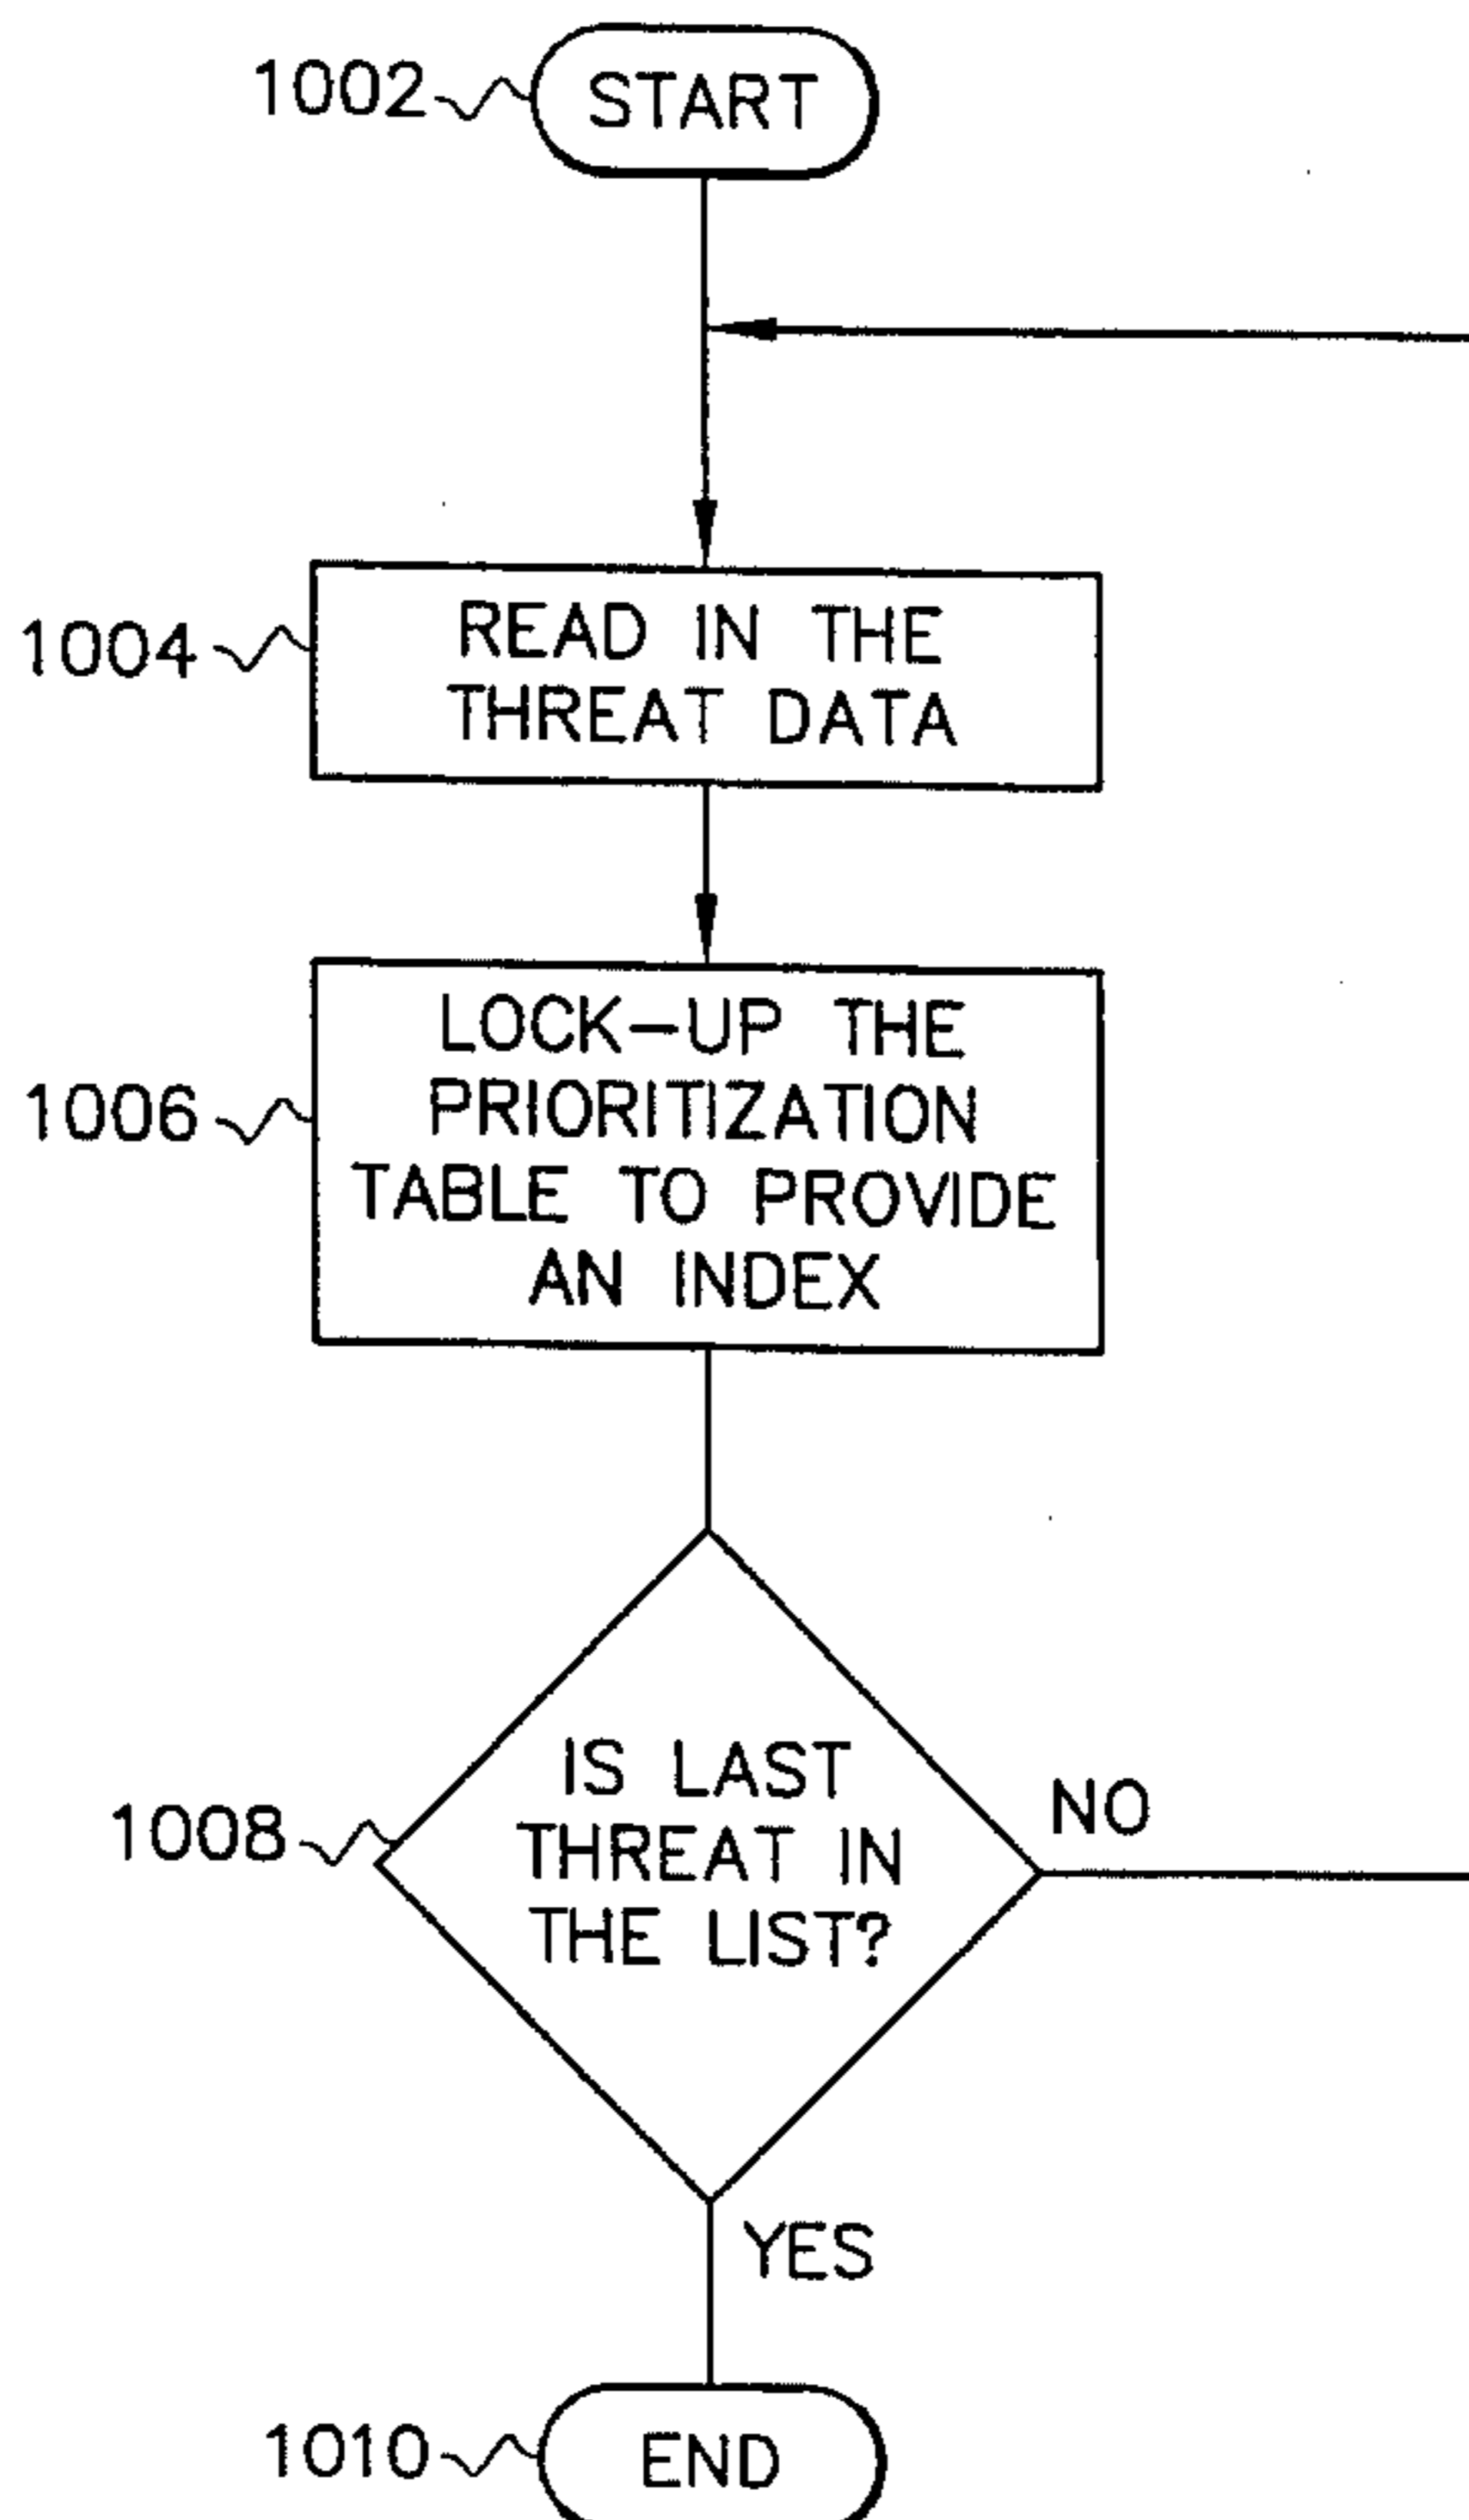 1002
START
1004
READ IN THE
THREAT DATA
1006
LOCK-UP THE
PRIORITIZATION
TABLE TO PROVIDE
AN INDEX
1008
IS LAST
THREAT IN
THE LIST?
NO
YES
1010
END